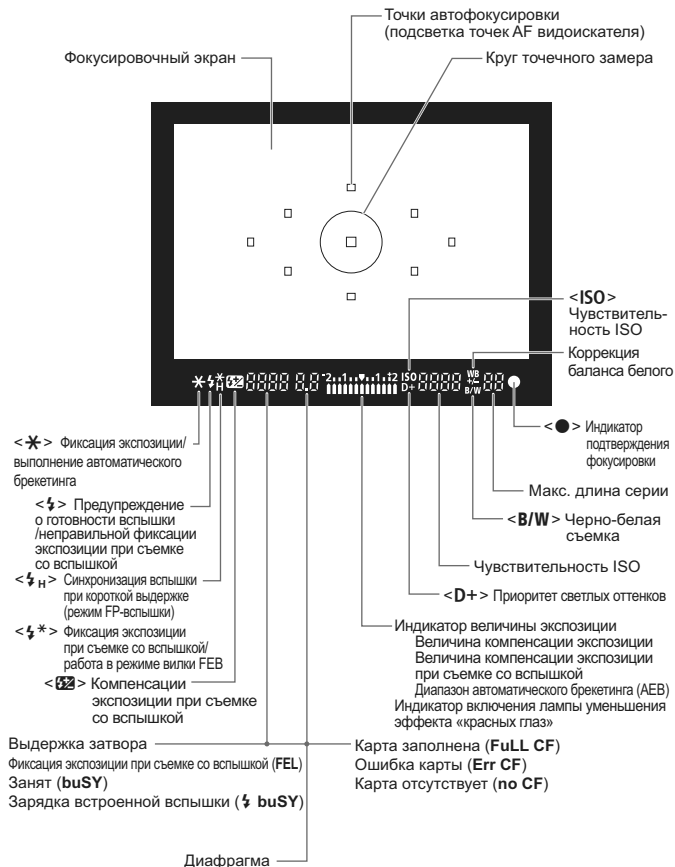 Точки автофокусировки
(подсветка точек AF видоискателя)
Фокусировочный экран
Круг точечного замера
<ISO>
Чувствитель-
ность ISO
Коррекция
баланса белого
-2..1..▼..1..+2 ISO D+ WB +/- B/W
<●> Индикатор
подтверждения
фокусировки
<✱> Фиксация экспозиции/
выполнение автоматического
брекетинга
Макс. длина серии
<⚡> Предупреждение
о готовности вспышки
/неправильной фиксации
экспозиции при съемке
со вспышкой
<B/W> Черно-белая
съемка
Чувствительность ISO
<⚡H> Синхронизация вспышки
при короткой выдержке
(режим FP-вспышки)
<D+> Приоритет светлых оттенков
<⚡✱> Фиксация экспозиции
при съемке со вспышкой/
работа в режиме вилки FEB
Индикатор величины экспозиции
Величина компенсации экспозиции
Величина компенсации экспозиции
при съемке со вспышкой
Диапазон автоматического брекетинга (AEB)
Индикатор включения лампы уменьшения
эффекта «красных глаз»
<⚡±> Компенсации
экспозиции при съемке
со вспышкой
Выдержка затвора
Фиксация экспозиции при съемке со вспышкой (FEL)
Занят (buSY)
Зарядка встроенной вспышки (⚡ buSY)
Карта заполнена (FuLL CF)
Ошибка карты (Err CF)
Карта отсутствует (no CF)
Диафрагма